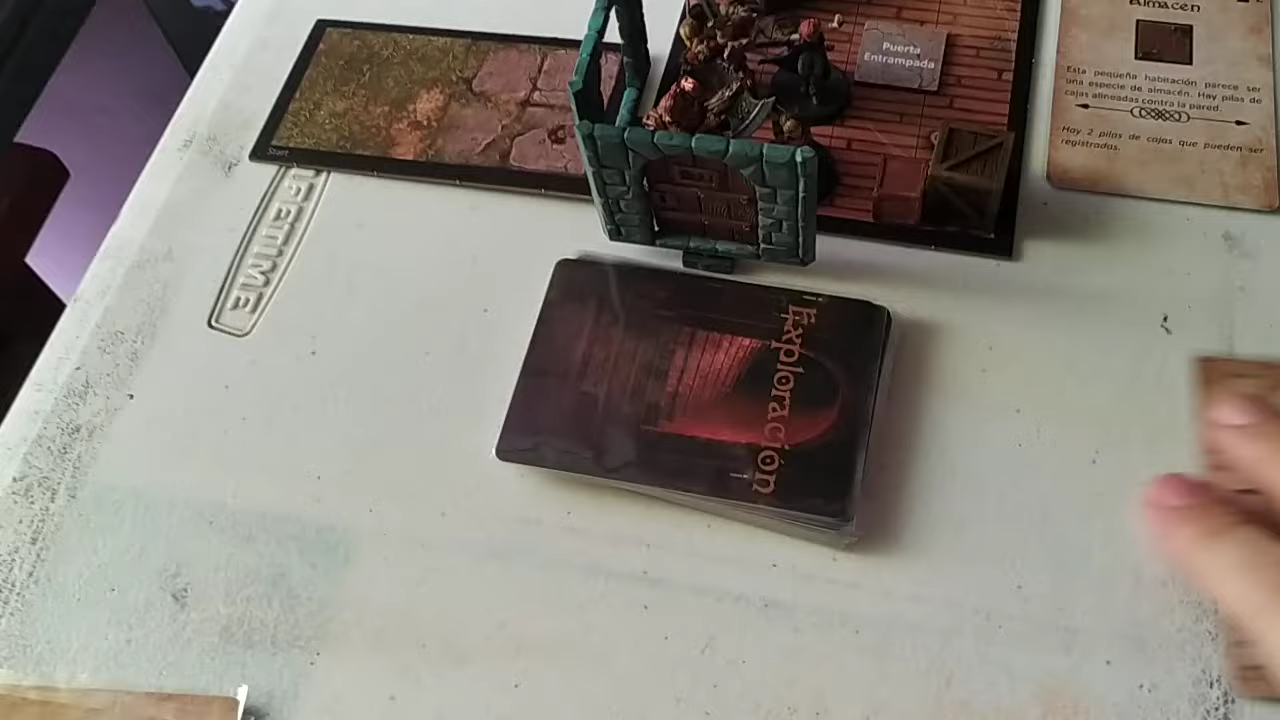 Almacén
Esta pequeña habitación parece ser
una especie de almacén. Hay pilas de
cajas alineadas contra la pared.
Hay 2 pilas de cajas que pueden ser
registradas.
Puerta
Entrampada
Start
LIFETIME
Exploración